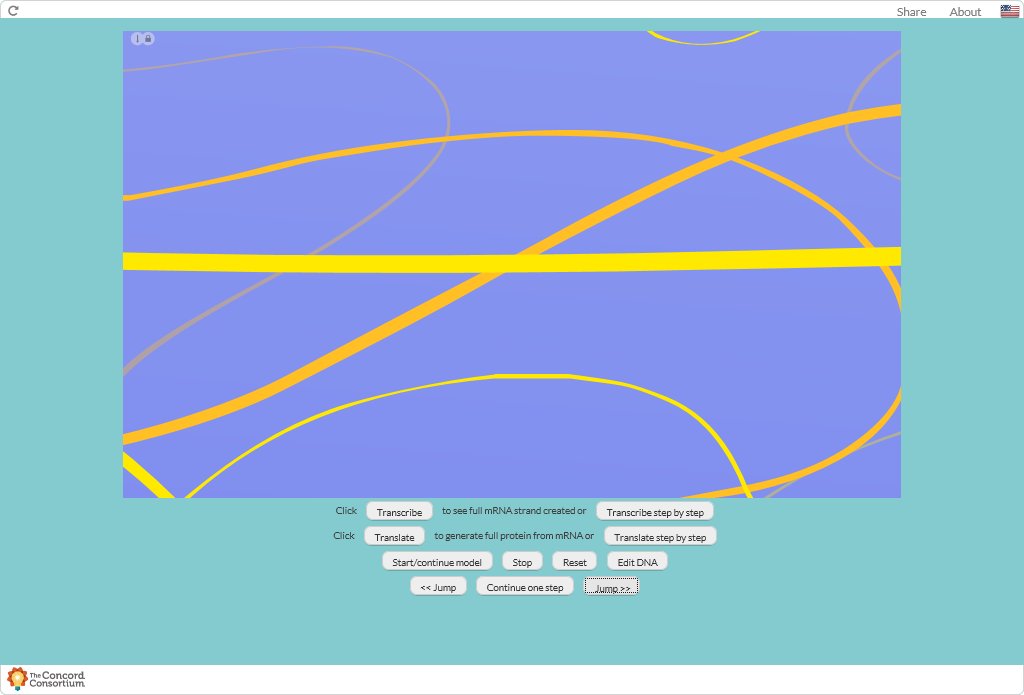 Share About
Click Transcribe to see full mRNA strand created or Transcribe step by step
Click Translate to generate full protein from mRNA or Translate step by step
Start/continue model Stop Reset Edit DNA
<< Jump Continue one step Jump >>
The Concord
Consortium